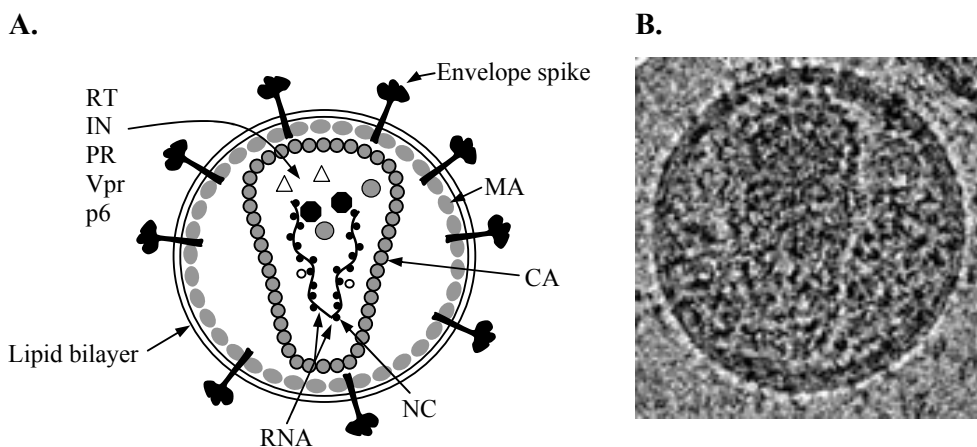 A.
B.
Envelope spike
RT
IN
PR
Vpr
p6
MA
CA
Lipid bilayer
NC
RNA